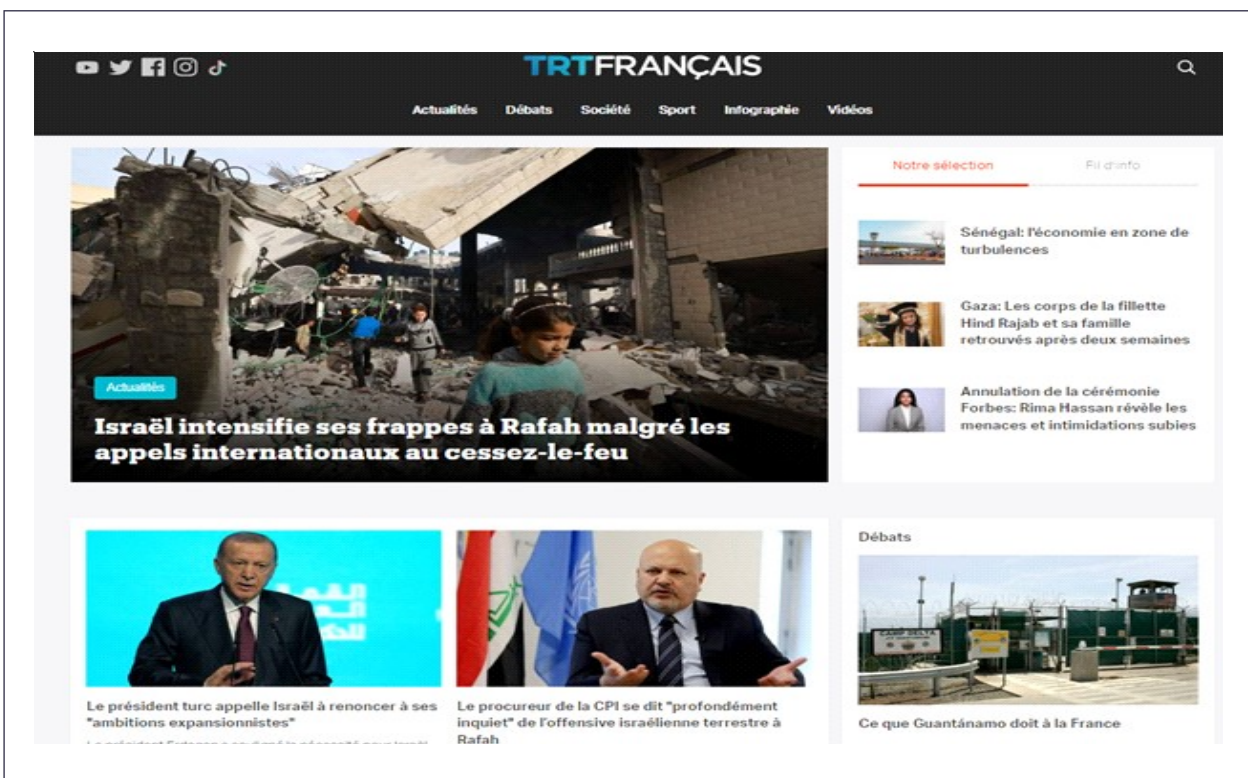 TRTFRANÇAIS
Actualités Débats Société Sport Infographie Vidéos
Actualités
Israël intensifie ses frappes à Rafah malgré les
appels internationaux au cessez-le-feu
Notre sélection Fil d'info
Sénégal: l'économie en zone de
turbulences
Gaza: Les corps de la fillette
Hind Rajab et sa famille
retrouvés après deux semaines
Annulation de la cérémonie
Forbes: Rima Hassan révèle les
menaces et intimidations subies
Le président turc appelle Israël à renoncer à ses
"ambitions expansionnistes"
Le procureur de la CPI se dit "profondément
inquiet" de l'offensive israélienne terrestre à
Rafah
Débats
CAMP DELTA
Ce que Guantánamo doit à la France